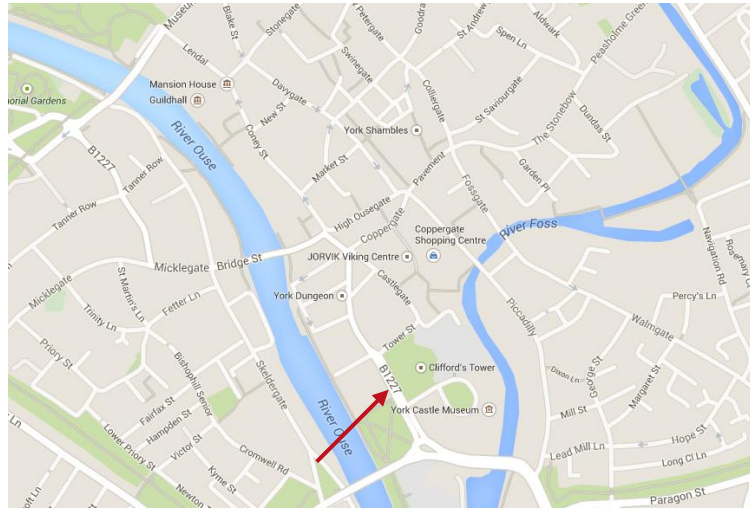 Museum
Blake St
Stonegate
Petergate
Goodra
St Andrew
Aldwark
Spen Ln
Peasholme Green
Lendal
Swinegate
Mansion House
Guildhall
Davygate
New St
Colliergate
St Saviourgate
The Stonebow
Dundas St
orial Gardens
River Ouse
Coney St
York Shambles
B1227
Market St
Pavement
Garden Pl
Tanner Row
Fossgate
Tanner Row
High Ousegate
Coppergate
Coppergate
Shopping Centre
River Foss
Navigation Rd
Rosemary
Micklegate
Bridge St
JORVIK Viking Centre
Micklegate
St Martin's Ln
Fetter Ln
York Dungeon
Castlegate
Piccadilly
Percy's Ln
Trinity Ln
Walmgate
Priory St
Tower St
Bishophill Senior
Skeldergate
B1227
Clifford's Tower
Dixon Ln
George St
Margaret St
Fairfax St
Hampden St
York Castle Museum
Mill St
Ln
Lower Priory St
Victor St
River Ouse
Hope St
Cromwell Rd
Lead Mill Ln
Long Cl Ln
Kyme St
Newton
oft Ln
Paragon St